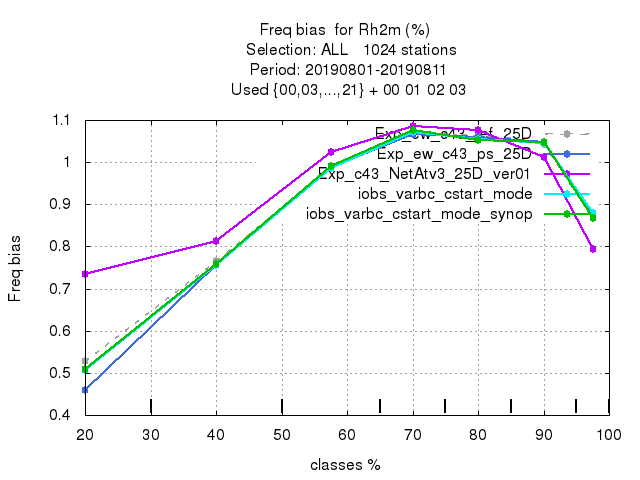 Freq bias  for Rh2m (%)
Selection: ALL   1024 stations
Period: 20190801-20190811
Used {00,03,...,21} + 00 01 02 03
1.1
1
0.9
0.8
0.7
0.6
0.5
0.4
Freq bias
Exp_ew_c43_ref_25D
Exp_ew_c43_ps_25D
Exp_c43_NetAtv3_25D_ver01
iobs_varbc_cstart_mode
iobs_varbc_cstart_mode_synop
20 30 40 50 60 70 80 90 100
classes %